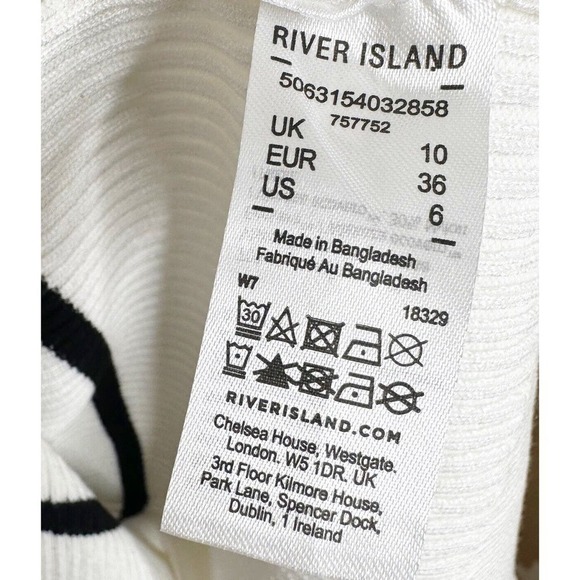 RIVER ISLAND
5063154032858
757752
UK 10
EUR 36
US 6
Made in Bangladesh
Fabriqué Au Bangladesh
W7 18329
30
RIVERISLAND.COM
Chelsea House, Westgate.
London. W5 1DR. UK
3rd Floor Kilmore House,
Park Lane, Spencer Dock,
Dublin, 1 Ireland